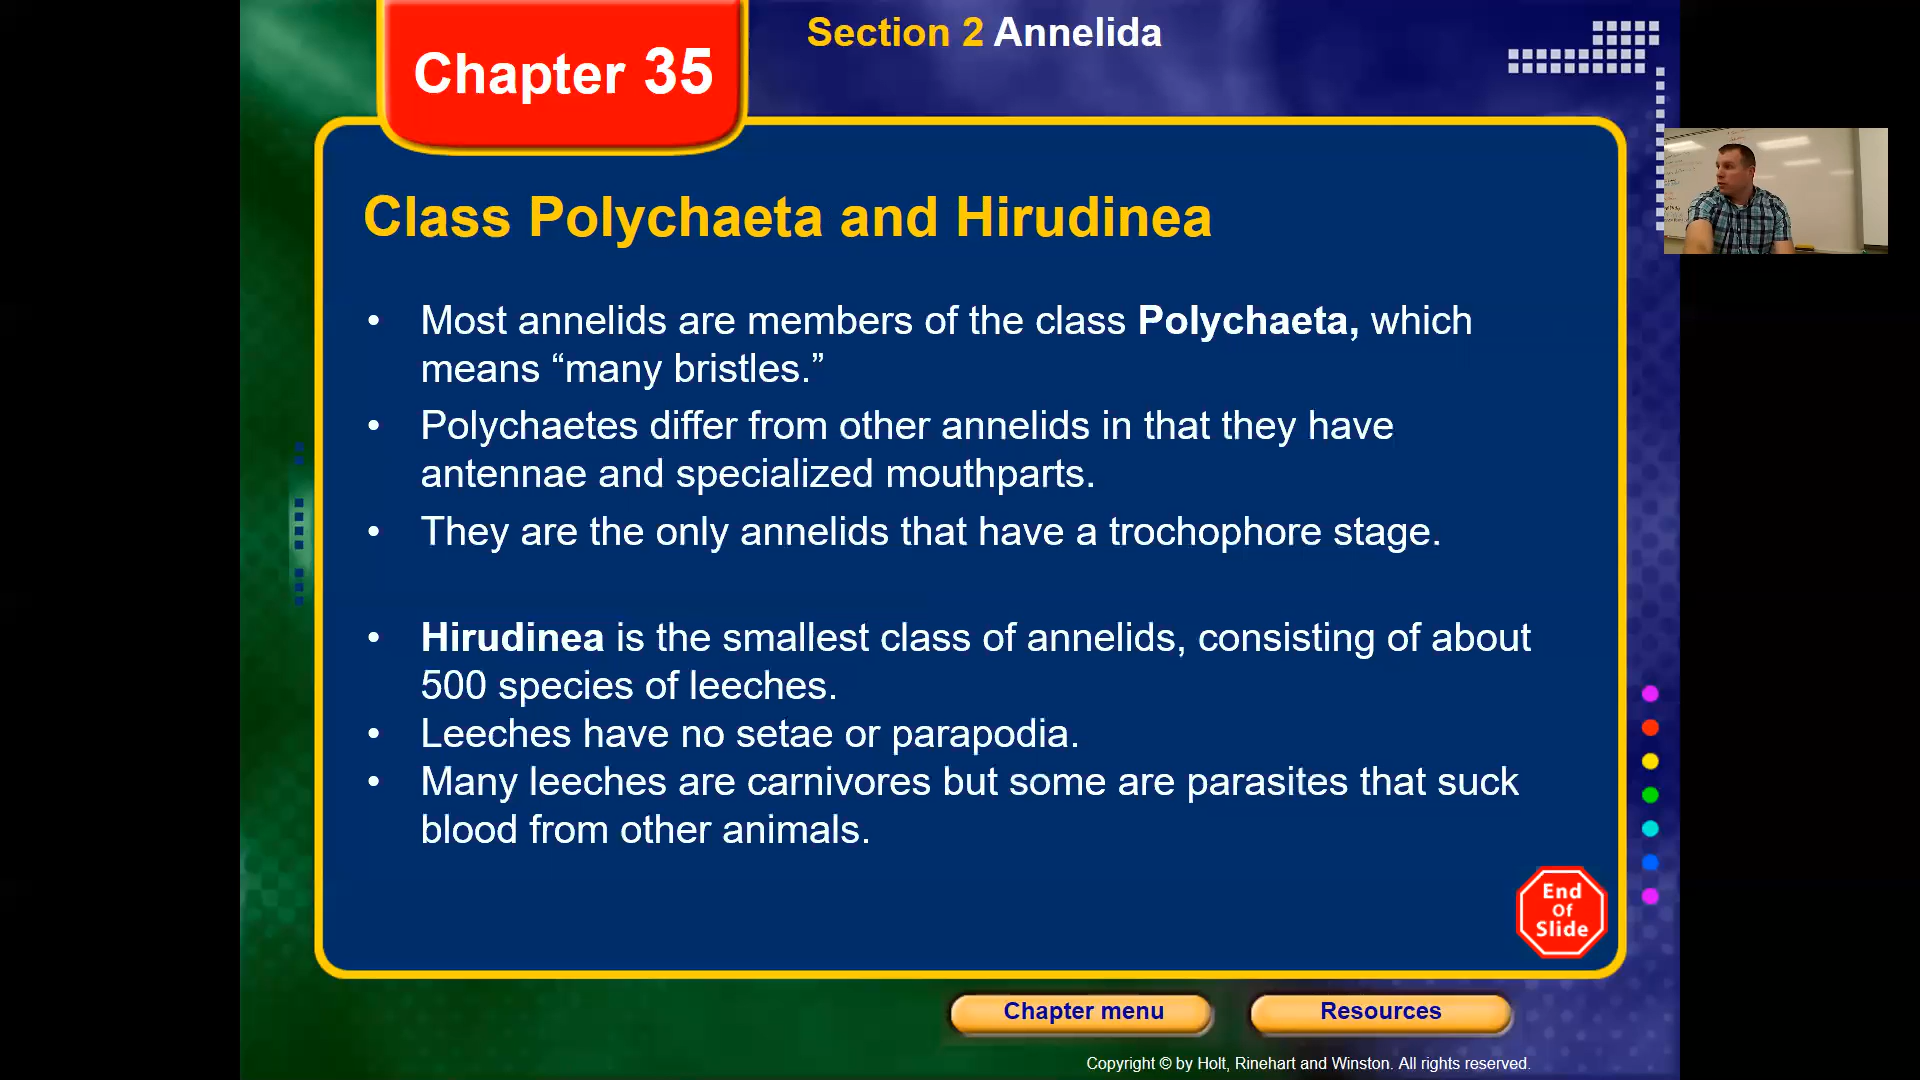 Section 2 Annelida
Chapter 35
Class Polychaeta and Hirudinea
• Most annelids are members of the class Polychaeta, which
means “many bristles.”
• Polychaetes differ from other annelids in that they have
antennae and specialized mouthparts.
• They are the only annelids that have a trochophore stage.
• Hirudinea is the smallest class of annelids, consisting of about
500 species of leeches.
• Leeches have no setae or parapodia.
• Many leeches are carnivores but some are parasites that suck
blood from other animals.
End
Of
Slide
Chapter menu
Resources
Copyright © by Holt, Rinehart and Winston. All rights reserved.